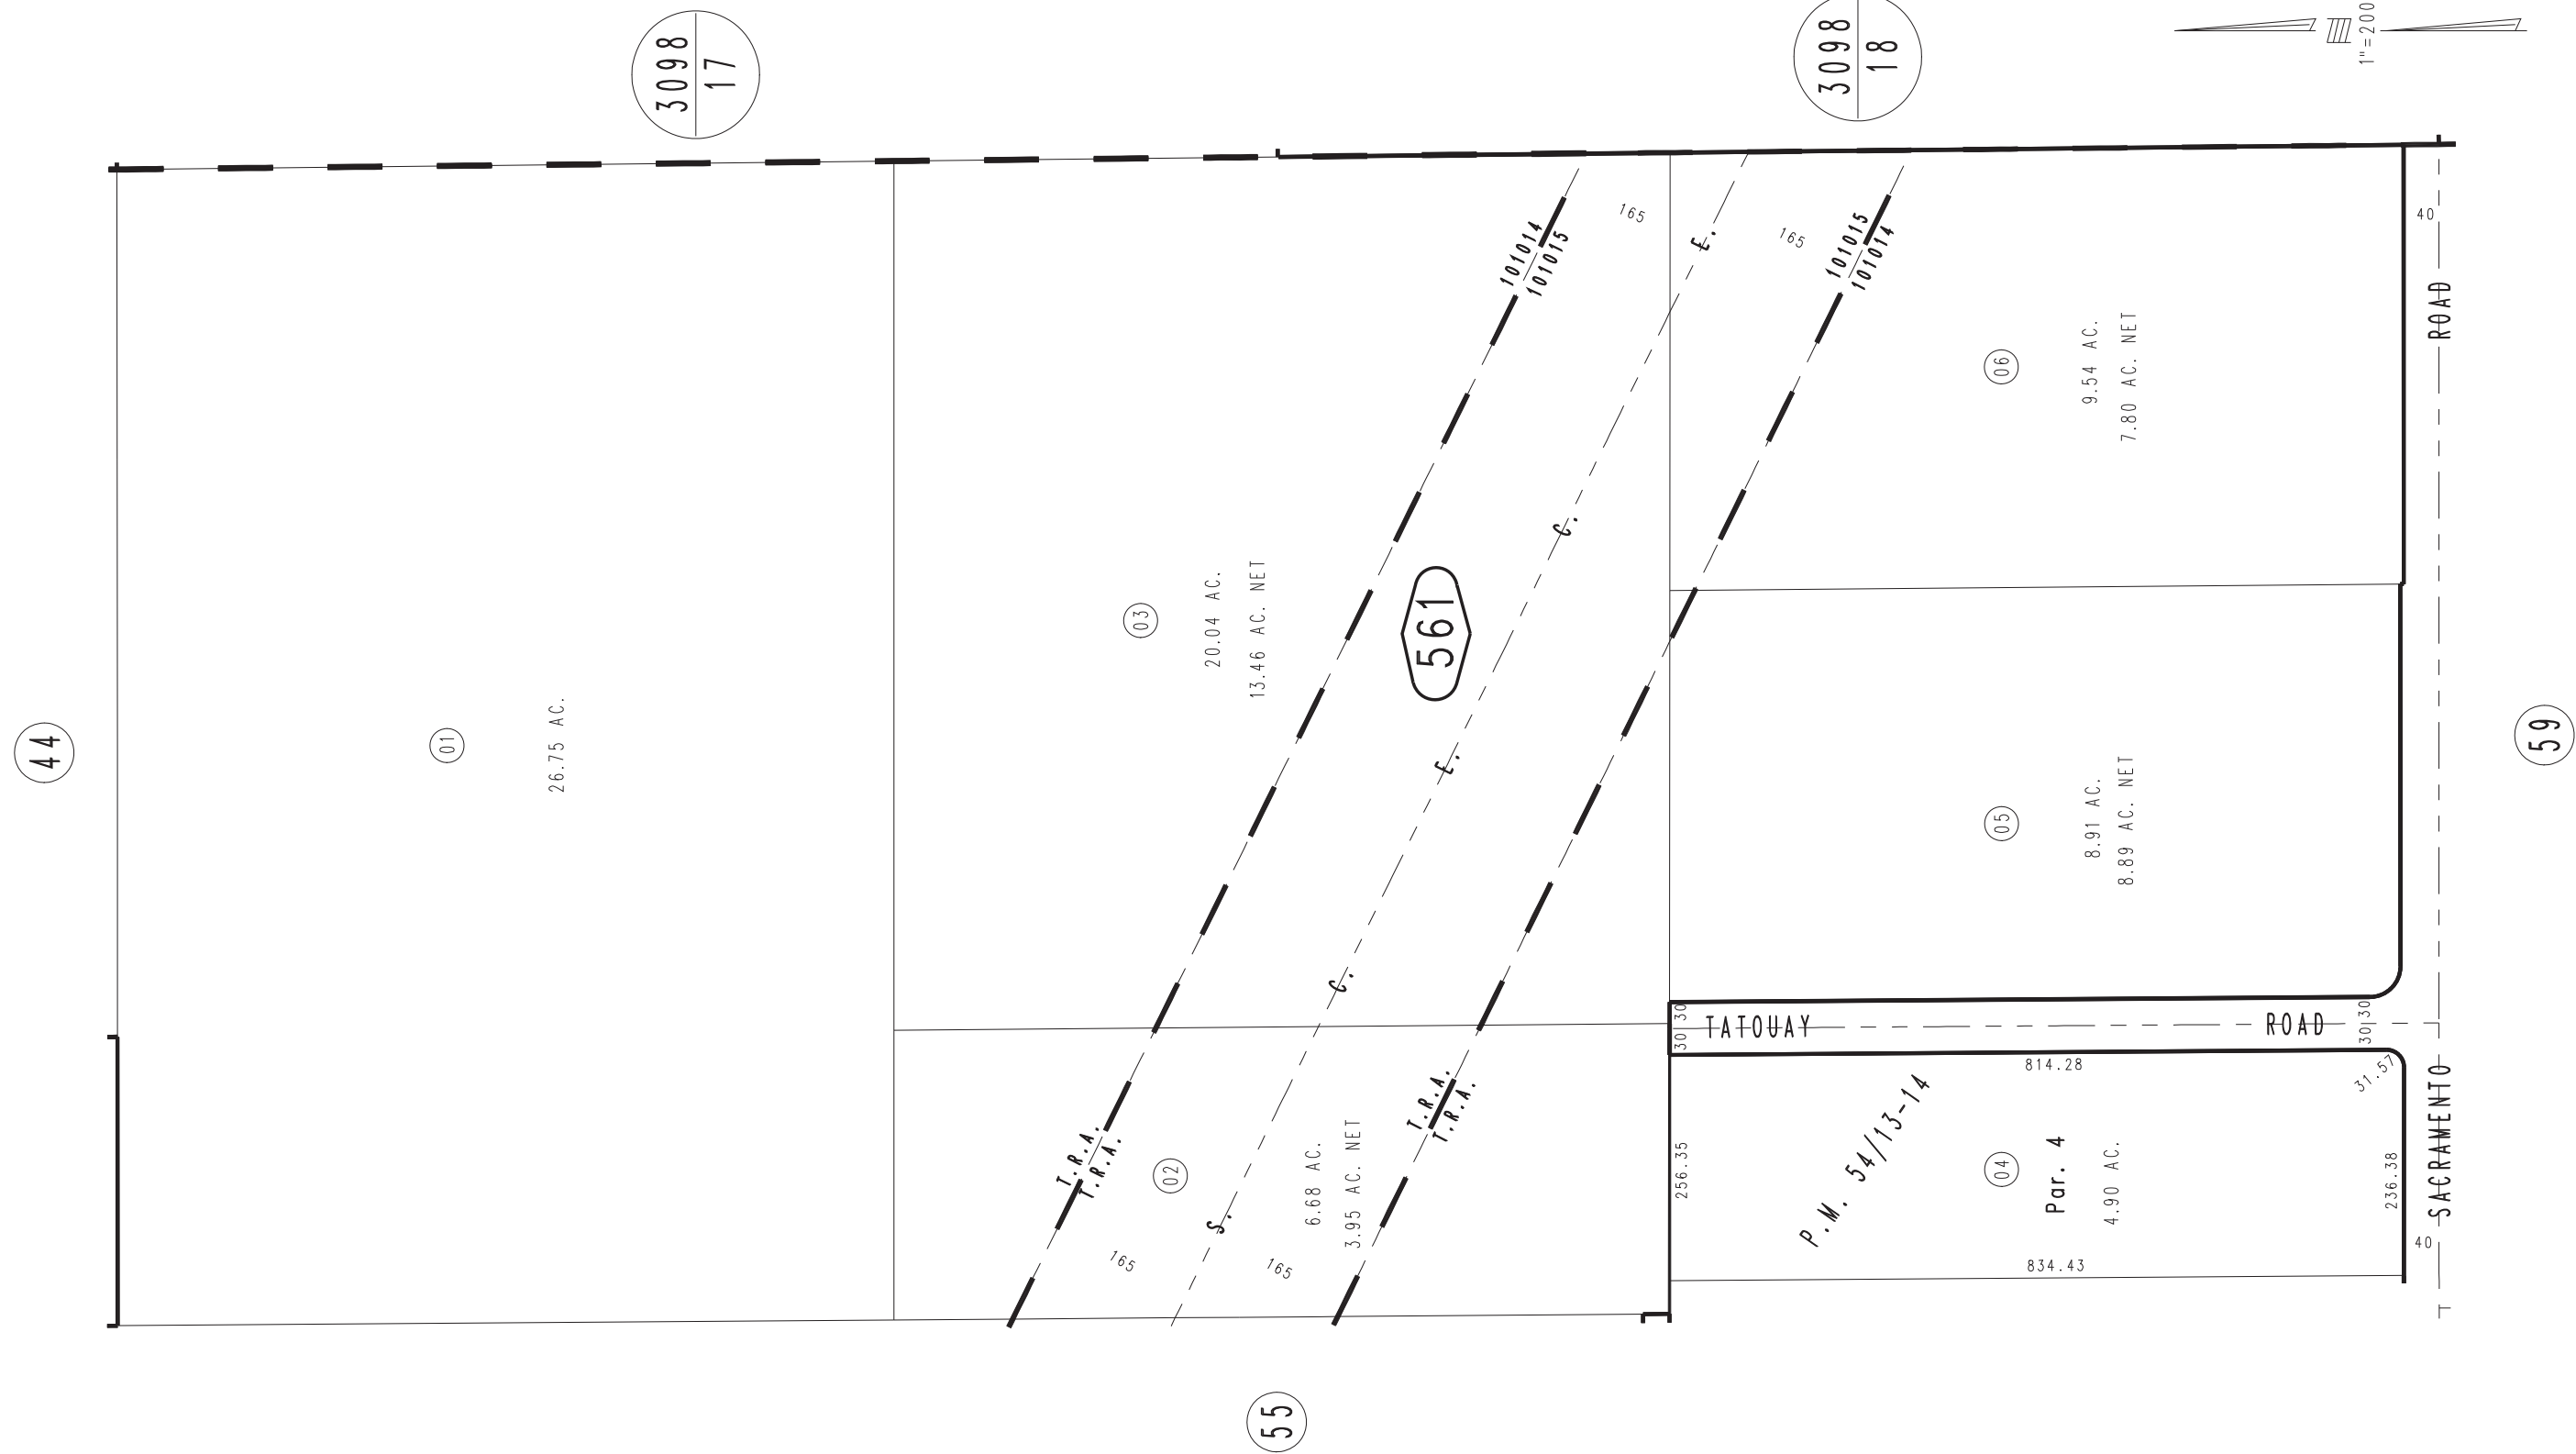 3098
17
3098
18
1"=200
44
01
26.75 AC.
03
20.04 AC.
13.46 AC. NET
561
101014
101015
165
E.
165
101015
101014
C.
E.
C.
S.
06
9.54 AC.
7.80 AC. NET
40
ROAD
05
8.91 AC.
8.89 AC. NET
59
T.R.A.
T.R.A.
02
6.68 AC.
3.95 AC. NET
165
165
T.R.A.
T.R.A.
30 30
TATOUAY ROAD
30 30
814.28
31.57
256.35
P.M. 54/13-14
04
Par. 4
4.90 AC.
236.38
834.43
40
SACRAMENTO
55